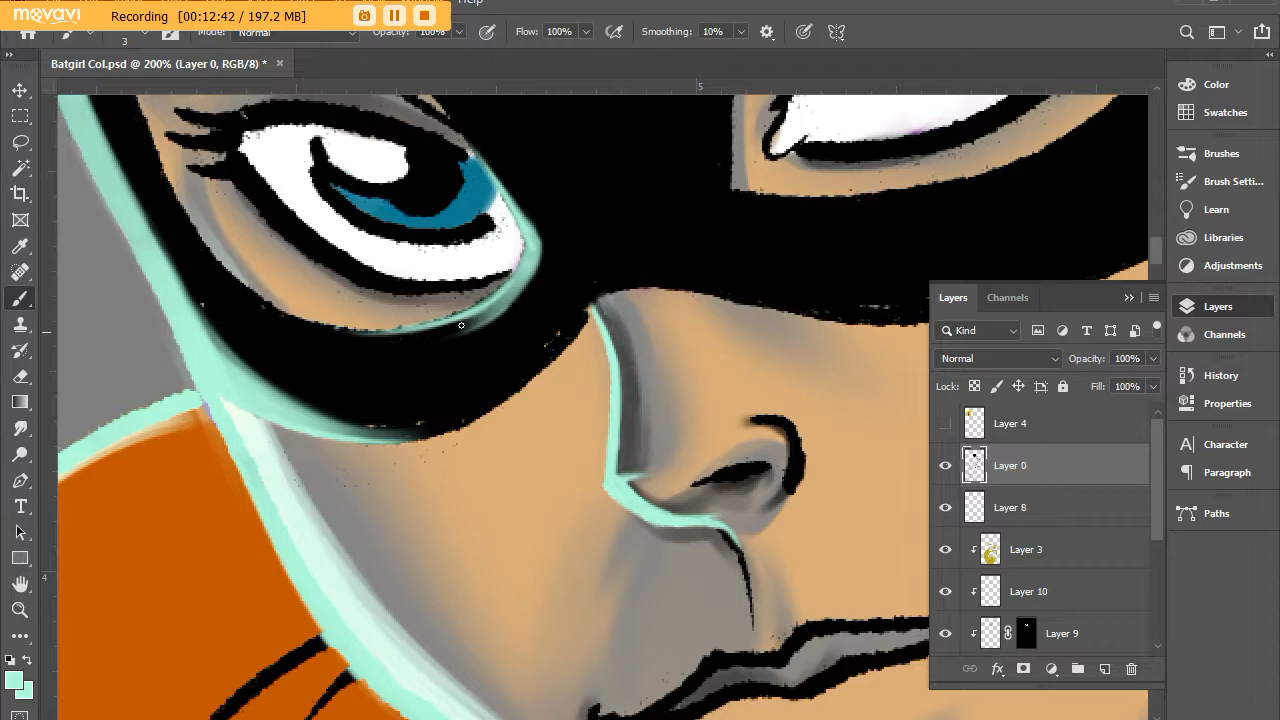 Help
movavi Recording [00:12:42 / 197.2 MB]
3 Mode: Normal Opacity: 100% Flow: 100% Smoothing: 10%
Batgirl Col.psd @ 200% (Layer 0, RGB/8) * ×
5
4
Color
Swatches
Brushes
Brush Setti...
Learn
Libraries
Adjustments
Layers
Channels
History
Properties
Character
Paragraph
Paths
Layers Channels
Kind
Normal Opacity: 100%
Lock: Fill: 100%
Layer 4
Layer 0
Layer 8
Layer 3
Layer 10
Layer 9